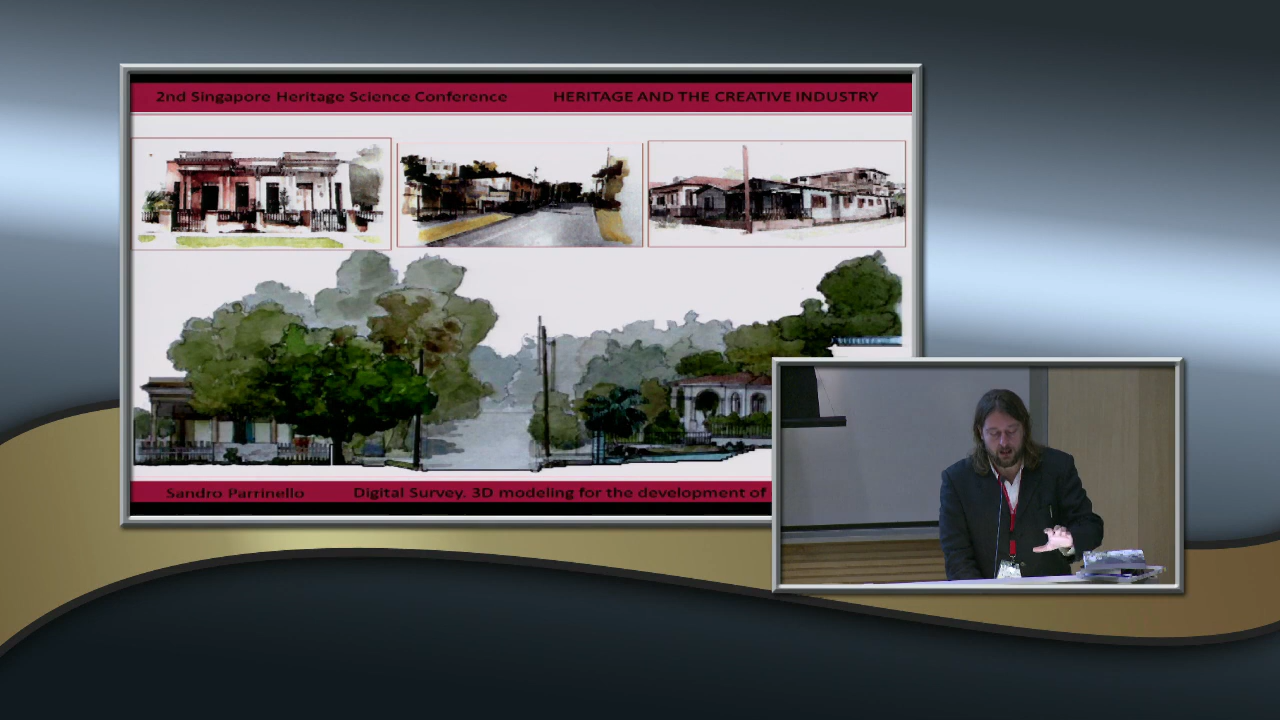 2nd Singapore Heritage Science Conference HERITAGE AND THE CREATIVE INDUSTRY
Sandro Parrinello Digital Survey. 3D modeling for the development of